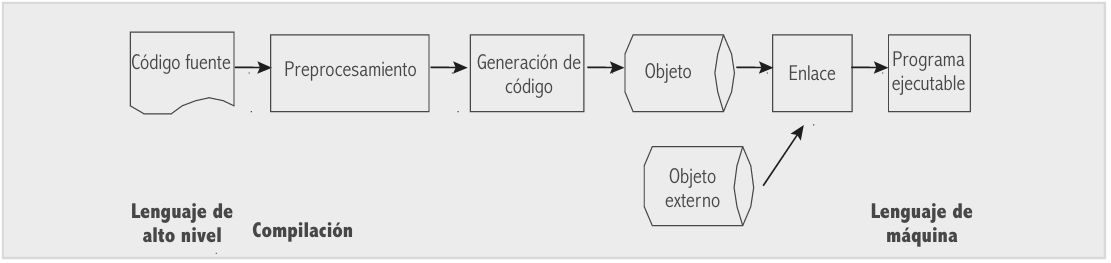 Código fuente
Preprocesamiento
Generación de
código
Objeto
Enlace
Programa
ejecutable
Objeto
externo
Lenguaje de
alto nivel
Compilación
Lenguaje de
máquina